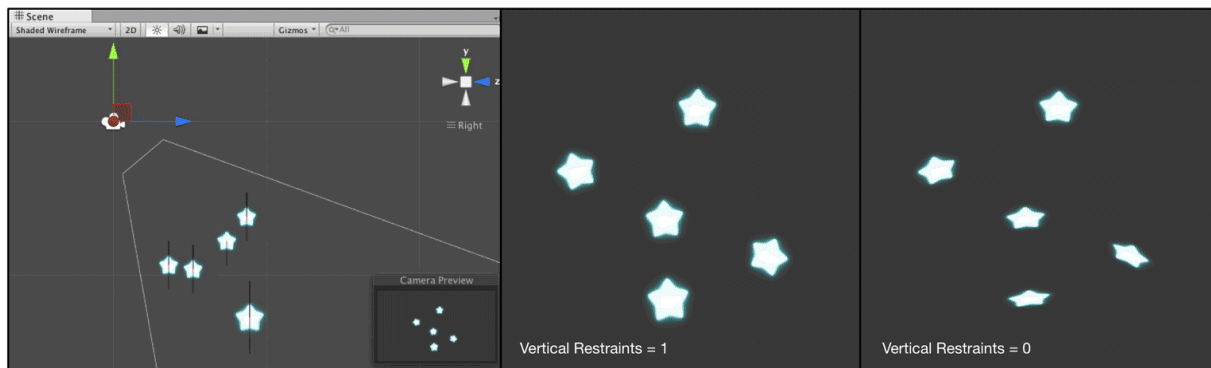 Scene
Shaded Wireframe
2D
Gizmos
All
y
z
Right
Camera Preview
Vertical Restraints = 1
Vertical Restraints = 0